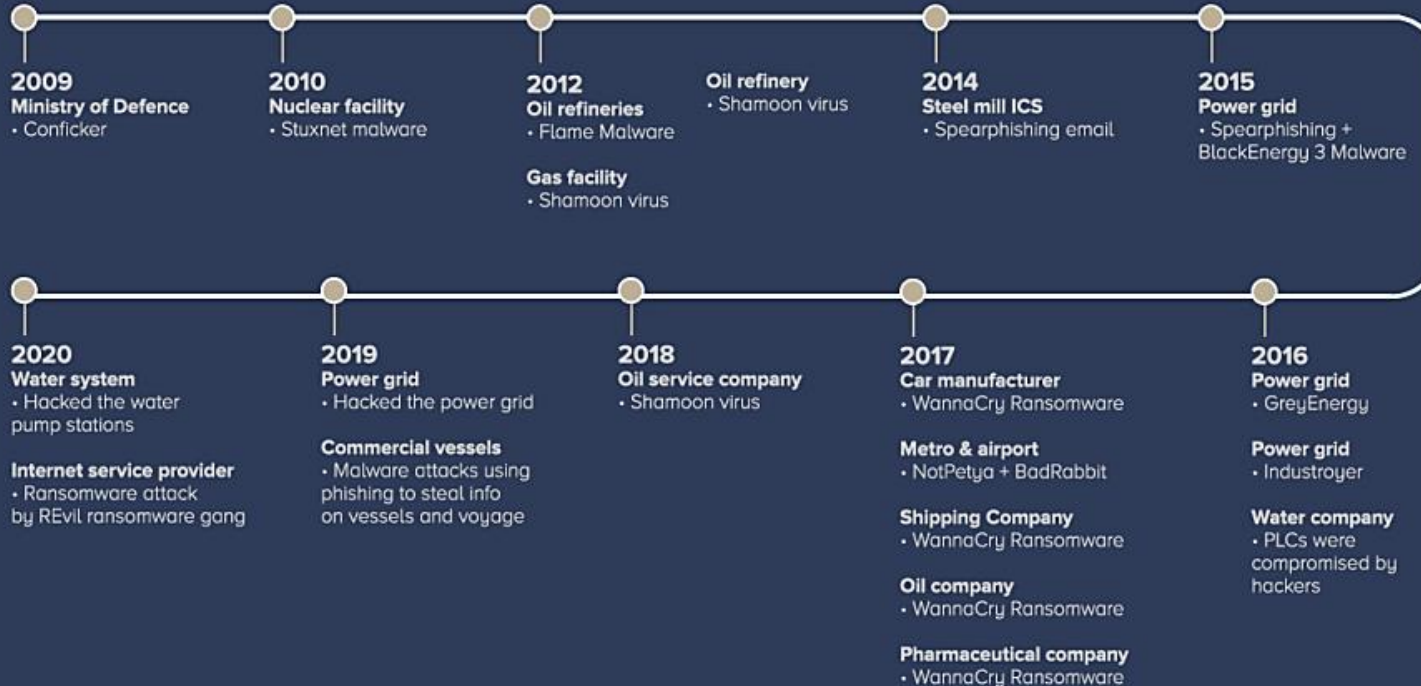 2009
Ministry of Defence
• Conficker
2010
Nuclear facility
• Stuxnet malware
2012
Oil refineries
• Flame Malware
Gas facility
• Shamoon virus
Oil refinery
• Shamoon virus
2014
Steel mill ICS
• Spearphishing email
2015
Power grid
• Spearphishing +
BlackEnergy 3 Malware
2020
Water system
• Hacked the water
pump stations
Internet service provider
• Ransomware attack
by REvil ransomware gang
2019
Power grid
• Hacked the power grid
Commercial vessels
• Malware attacks using
phishing to steal info
on vessels and voyage
2018
Oil service company
• Shamoon virus
2017
Car manufacturer
• WannaCry Ransomware
Metro & airport
• NotPetya + BadRabbit
Shipping Company
• WannaCry Ransomware
Oil company
• WannaCry Ransomware
Pharmaceutical company
• WannaCry Ransomware
2016
Power grid
• GreyEnergy
Power grid
• Industroyer
Water company
• PLCs were
compromised by
hackers